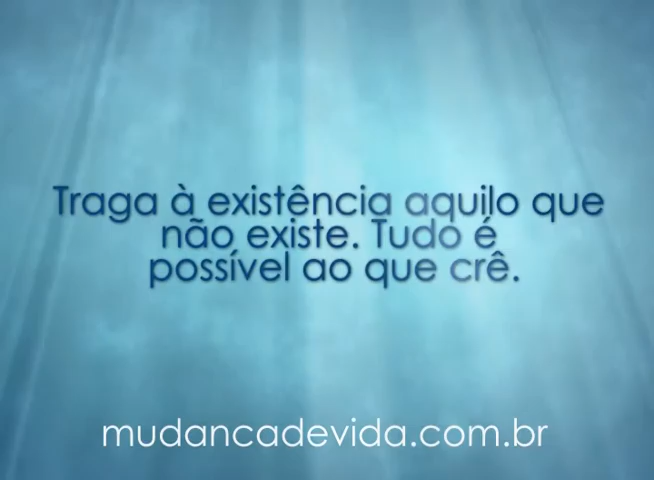 Traga à existência aquilo que
não existe. Tudo é
possível ao que crê.
mudancadevida.com.br